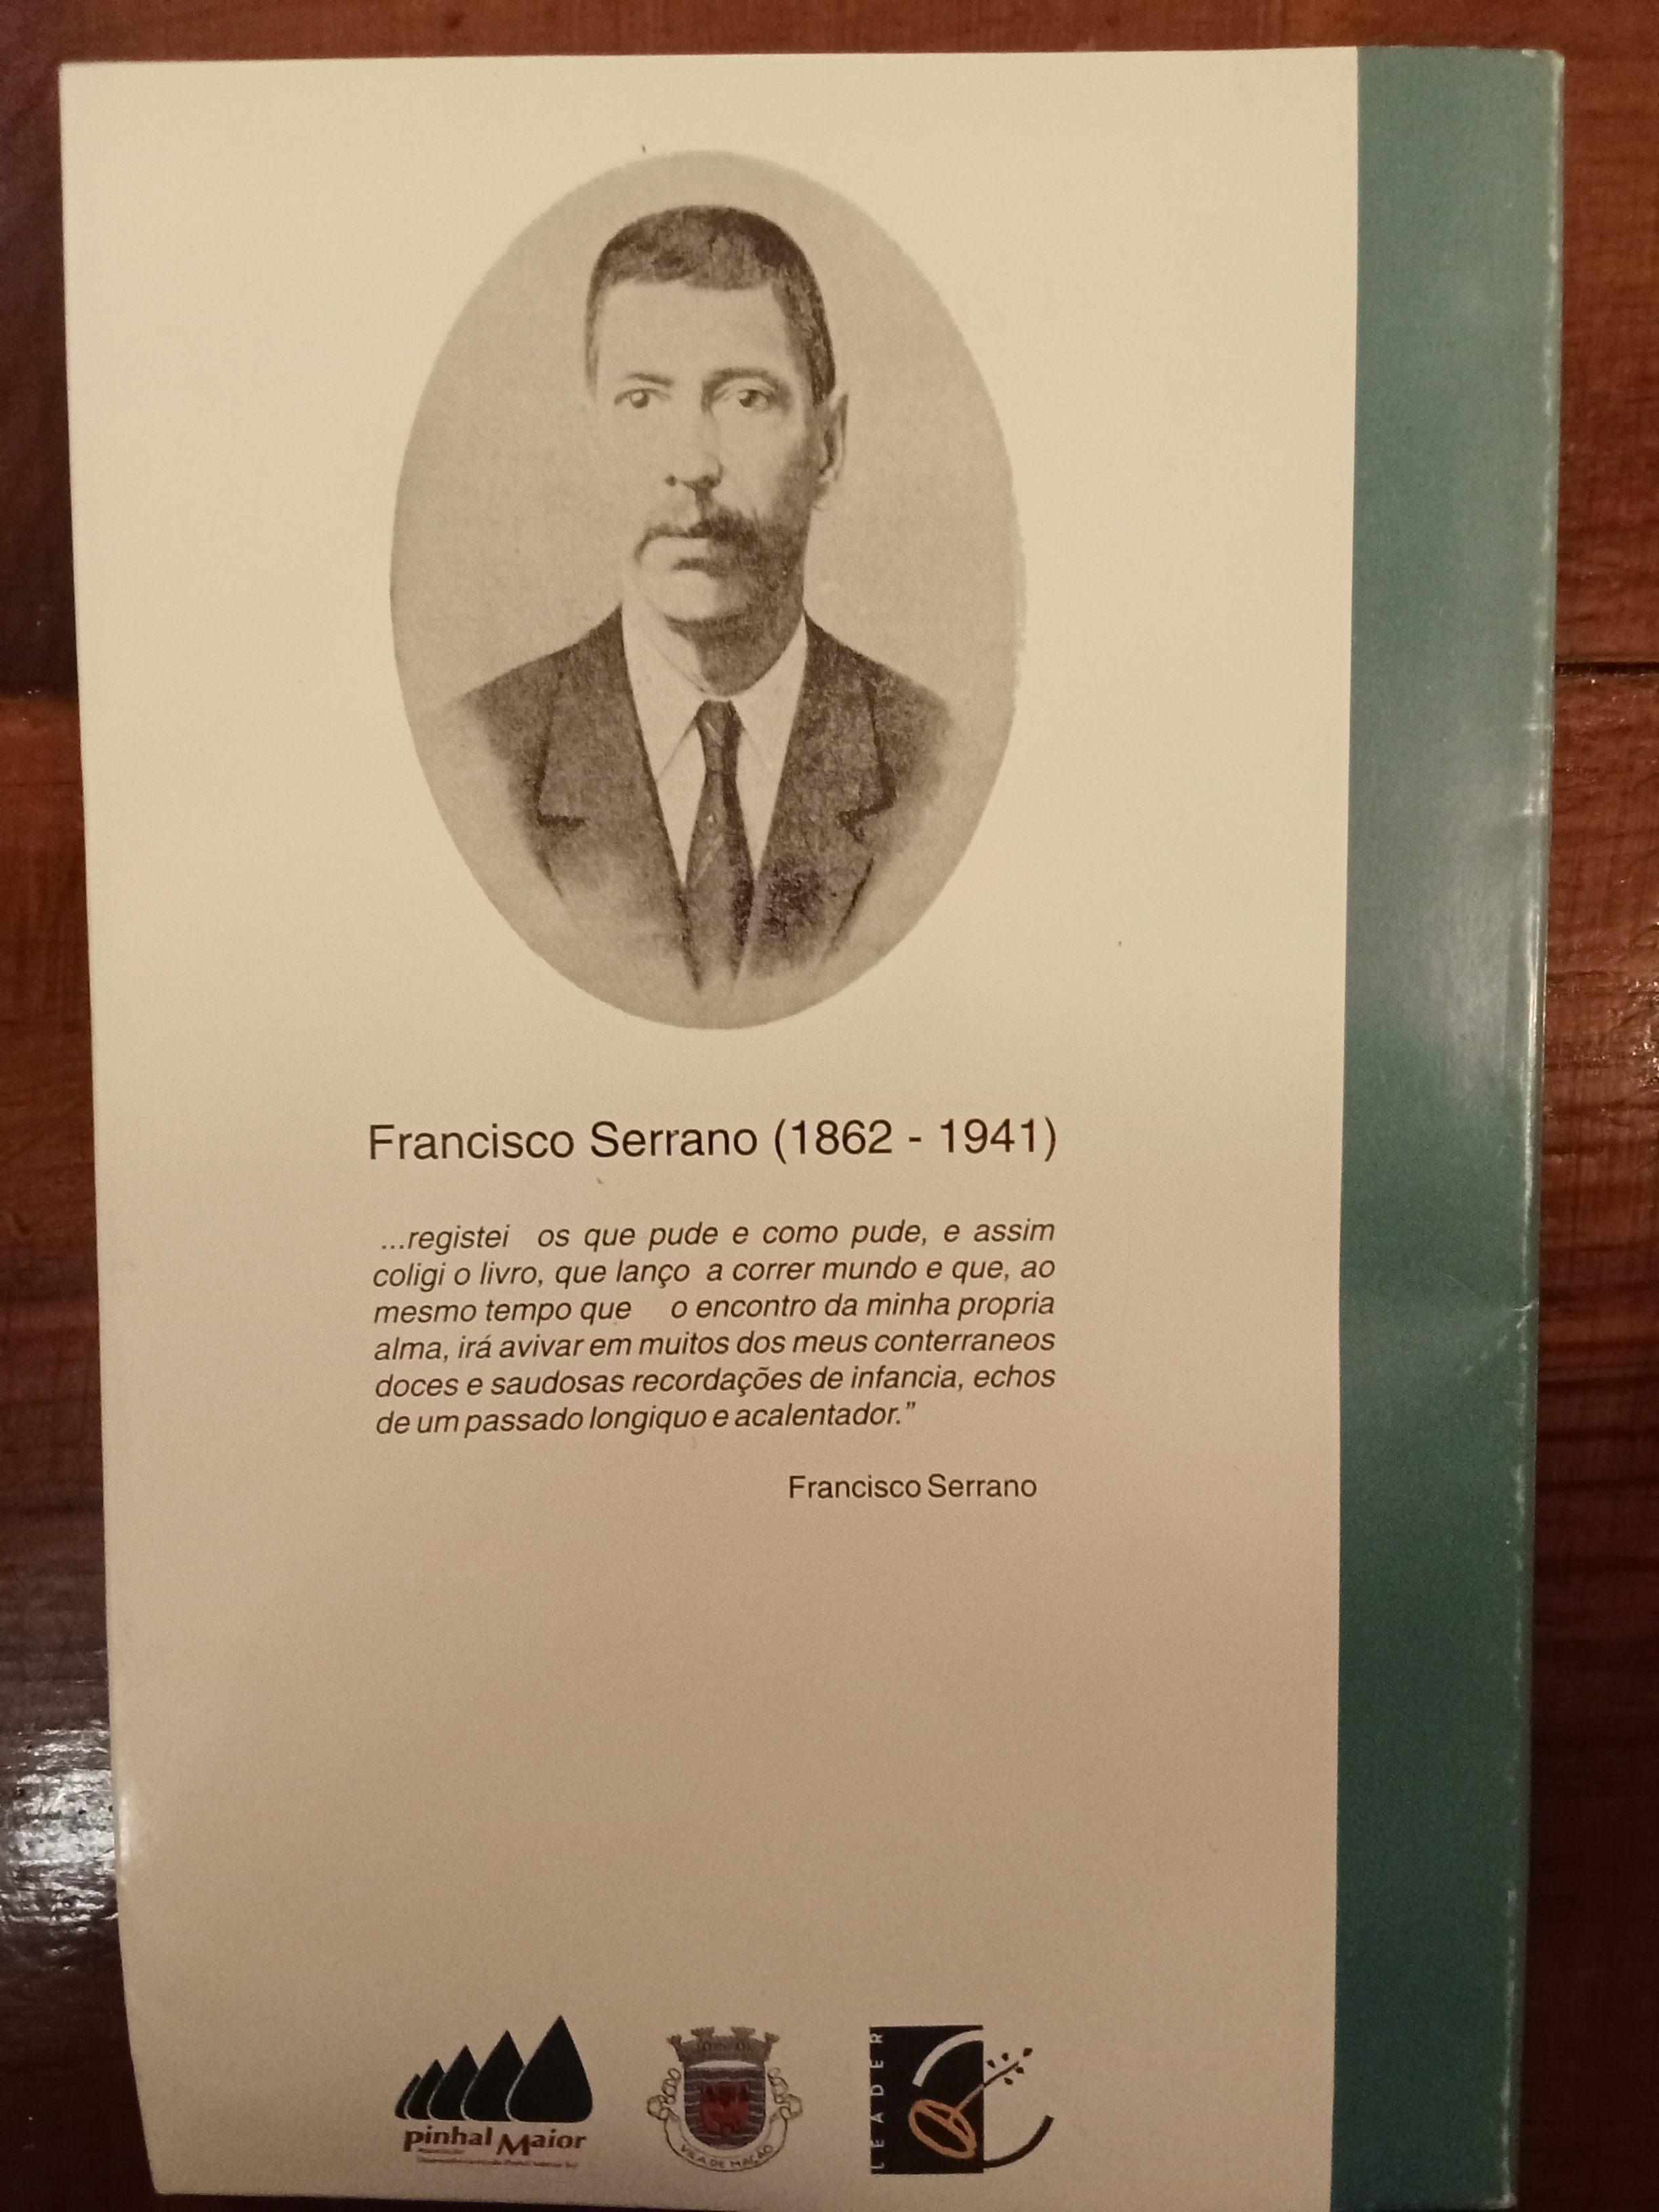 Francisco Serrano (1862 - 1941)
...registei os que pude e como pude, e assim
coligi o livro, que lanço a correr mundo e que, ao
mesmo tempo que o encontro da minha propria
alma, irá avivar em muitos dos meus conterraneos
doces e saudosas recordações de infancia, echos
de um passado longiquo e acalentador.”
Francisco Serrano
pinhal Maior
VILA DE MAÇÃO
LEADER